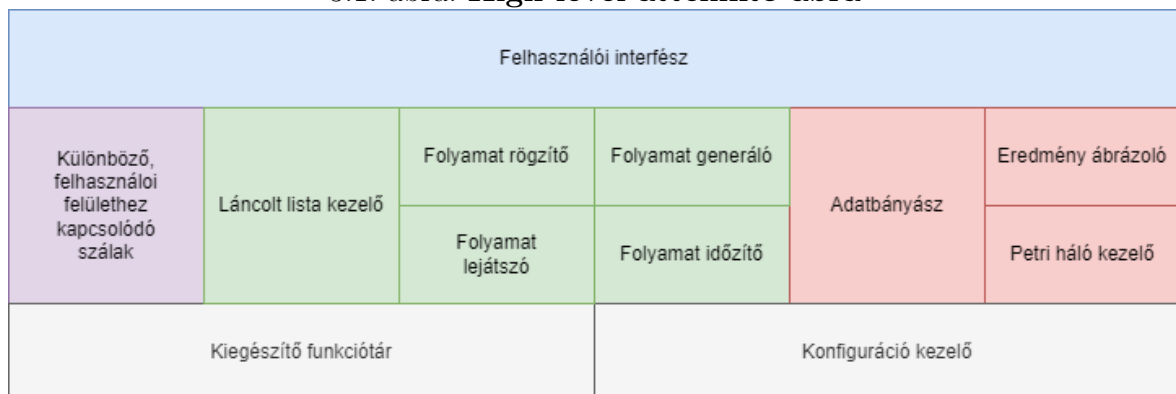 Felhasználói interfész
Különböző,
felhasználoi
felülethez
kapcsolódó
szálak
Láncolt lista kezelő
Folyamat rögzítő
Folyamat generáló
Eredmény ábrázoló
Adatbányász
Folyamat
lejátszó
Folyamat időzítő
Petri háló kezelő
Kiegészítő funkciótár
Konfiguráció kezelő